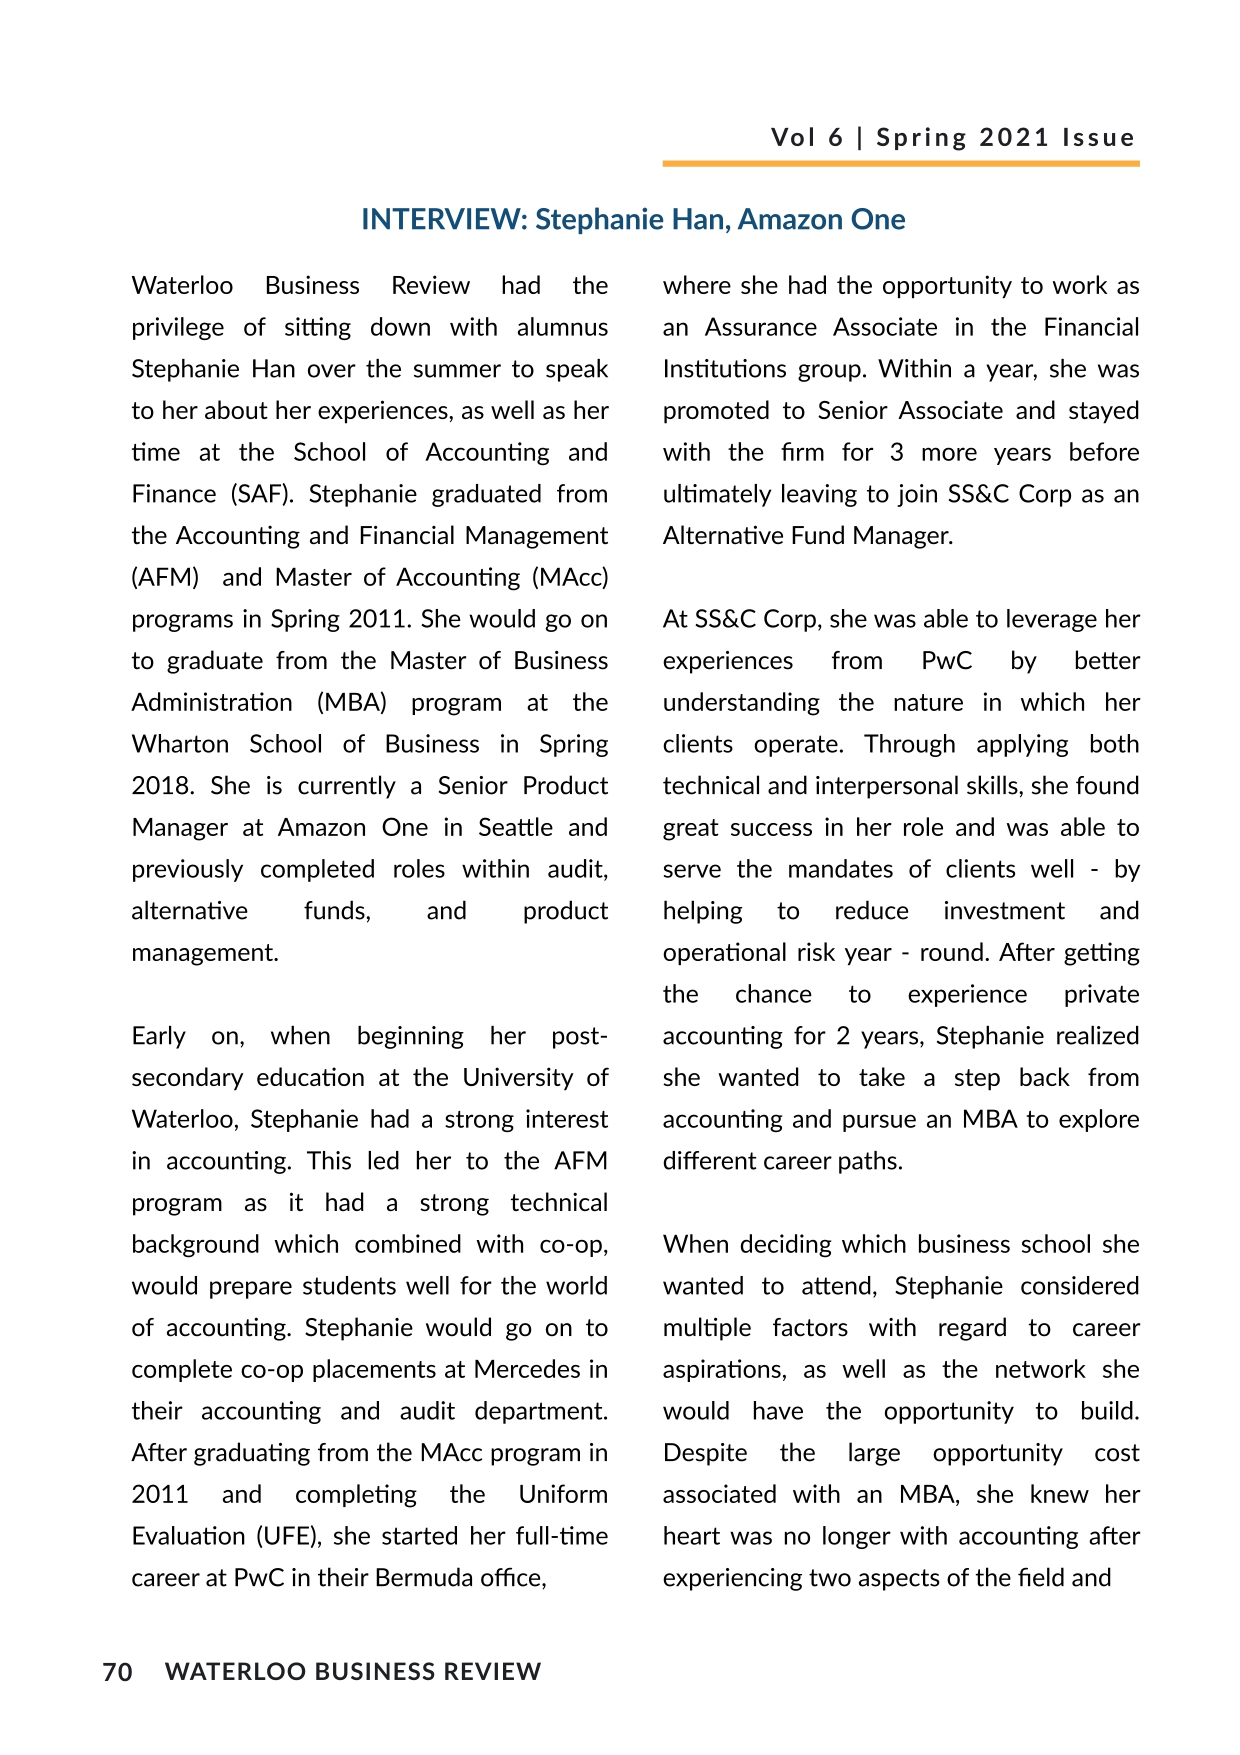 Vol 6 | Spring 2021 Issue
INTERVIEW: Stephanie Han, Amazon One
Waterloo Business Review had the
privilege of sitting down with alumnus
Stephanie Han over the summer to speak
to her about her experiences, as well as her
time at the School of Accounting and
Finance (SAF). Stephanie graduated from
the Accounting and Financial Management
(AFM) and Master of Accounting (MAcc)
programs in Spring 2011. She would go on
to graduate from the Master of Business
Administration (MBA) program at the
Wharton School of Business in Spring
2018. She is currently a Senior Product
Manager at Amazon One in Seattle and
previously completed roles within audit,
alternative funds, and product
management.
Early on, when beginning her post-
secondary education at the University of
Waterloo, Stephanie had a strong interest
in accounting. This led her to the AFM
program as it had a strong technical
background which combined with co-op,
would prepare students well for the world
of accounting. Stephanie would go on to
complete co-op placements at Mercedes in
their accounting and audit department.
After graduating from the MAcc program in
2011 and completing the Uniform
Evaluation (UFE), she started her full-time
career at PwC in their Bermuda office,
where she had the opportunity to work as
an Assurance Associate in the Financial
Institutions group. Within a year, she was
promoted to Senior Associate and stayed
with the firm for 3 more years before
ultimately leaving to join SS&C Corp as an
Alternative Fund Manager.
At SS&C Corp, she was able to leverage her
experiences from PwC by better
understanding the nature in which her
clients operate. Through applying both
technical and interpersonal skills, she found
great success in her role and was able to
serve the mandates of clients well - by
helping to reduce investment and
operational risk year - round. After getting
the chance to experience private
accounting for 2 years, Stephanie realized
she wanted to take a step back from
accounting and pursue an MBA to explore
different career paths.
When deciding which business school she
wanted to attend, Stephanie considered
multiple factors with regard to career
aspirations, as well as the network she
would have the opportunity to build.
Despite the large opportunity cost
associated with an MBA, she knew her
heart was no longer with accounting after
experiencing two aspects of the field and
70 WATERLOO BUSINESS REVIEW